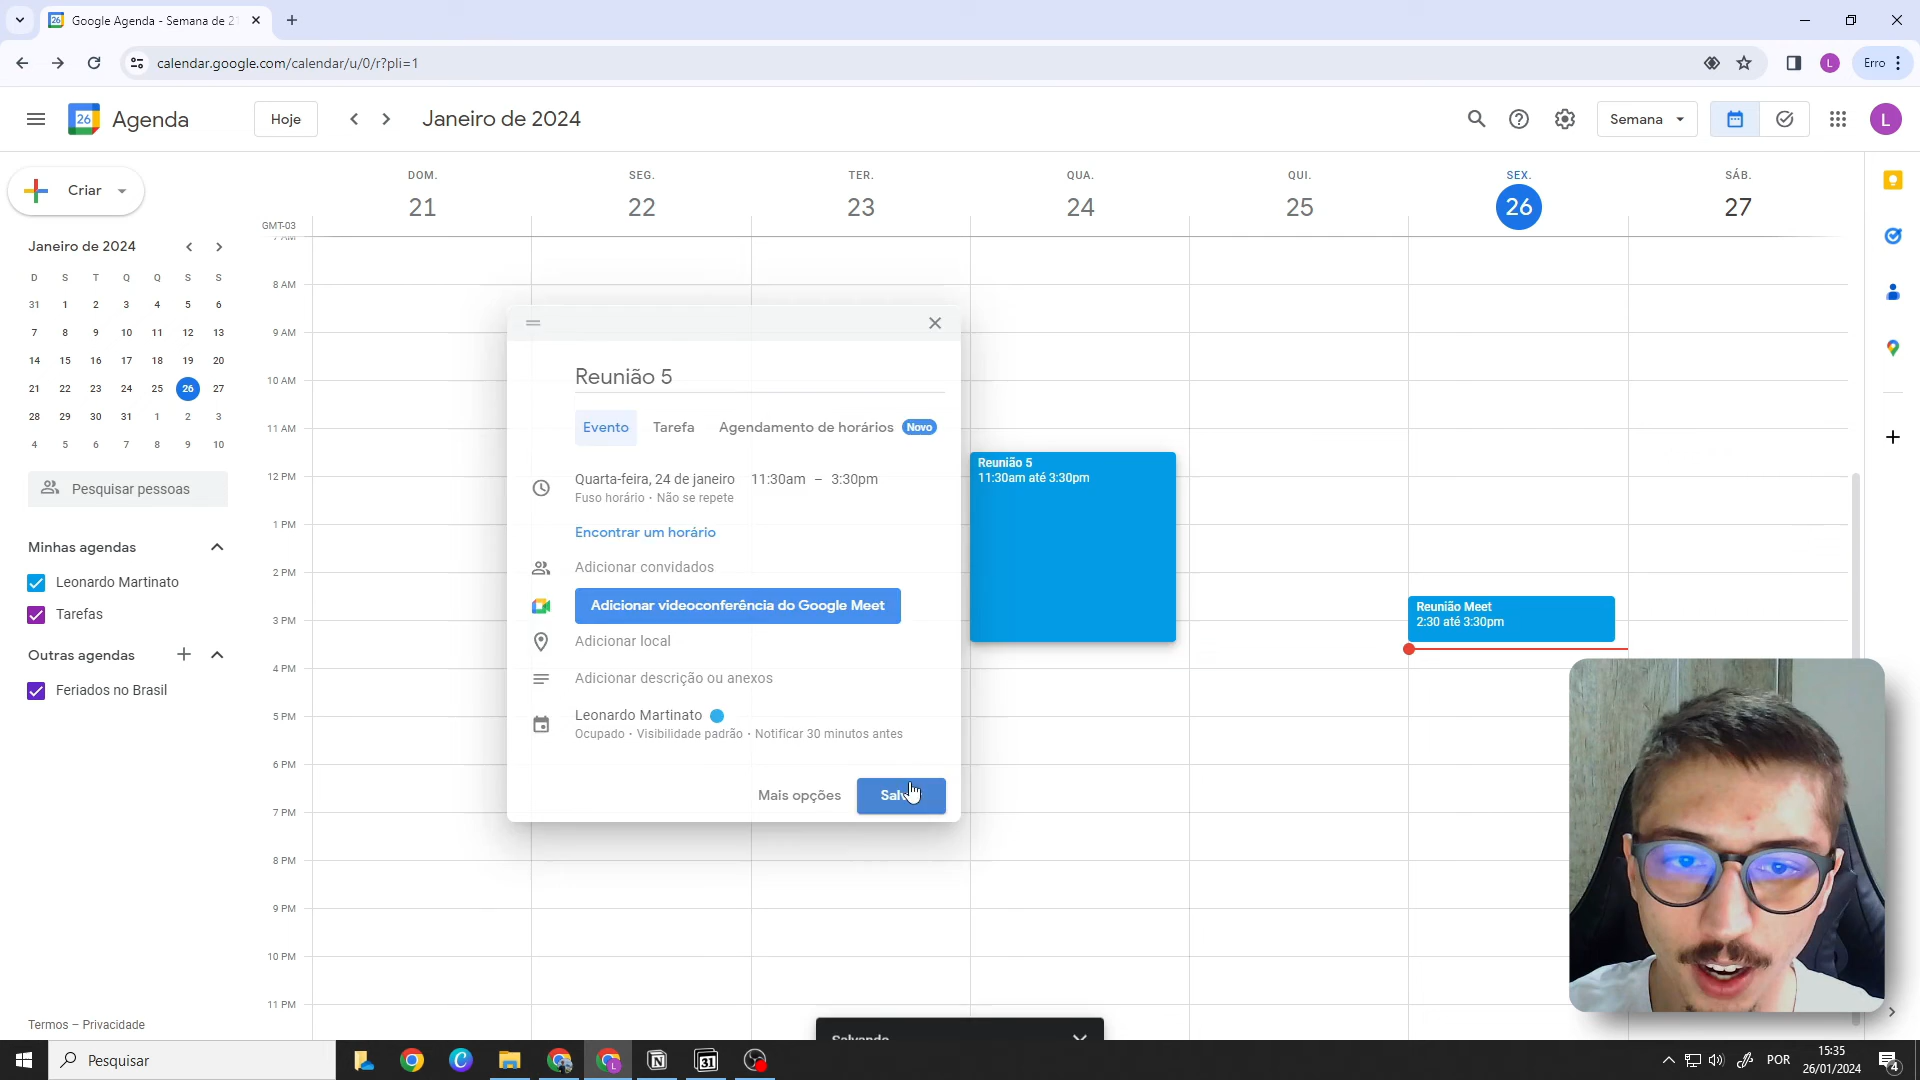 Google Agenda - Semana de 2
calendar.google.com/calendar/u/0/r?pli=1
L
Erro
26
Agenda
Hoje
Janeiro de 2024
Semana
L
Criar
GMT-03
DOM.
21
SEG.
22
TER.
23
QUA.
24
QUI.
25
SEX.
26
SÁB.
27
Janeiro de 2024
D S T Q Q S S
31 1 2 3 4 5 6
7 8 9 10 11 12 13
14 15 16 17 18 19 20
21 22 23 24 25 26 27
28 29 30 31 1 2 3
4 5 6 7 8 9 10
Pesquisar pessoas
Minhas agendas
Leonardo Martinato
Tarefas
Outras agendas
Feriados no Brasil
Termos – Privacidade
7 AM
8 AM
9 AM
10 AM
11 AM
12 PM
1 PM
2 PM
3 PM
4 PM
5 PM
6 PM
7 PM
8 PM
9 PM
10 PM
11 PM
Reunião 5
Evento Tarefa Agendamento de horários Novo
Quarta-feira, 24 de janeiro 11:30am – 3:30pm
Fuso horário • Não se repete
Encontrar um horário
Adicionar convidados
Adicionar videoconferência do Google Meet
Adicionar local
Adicionar descrição ou anexos
Leonardo Martinato
Ocupado • Visibilidade padrão • Notificar 30 minutos antes
Mais opções
Reunião 5
11:30am até 3:30pm
Reunião Meet
2:30 até 3:30pm
Salvando
Pesquisar
31
POR
15:35
26/01/2024
4